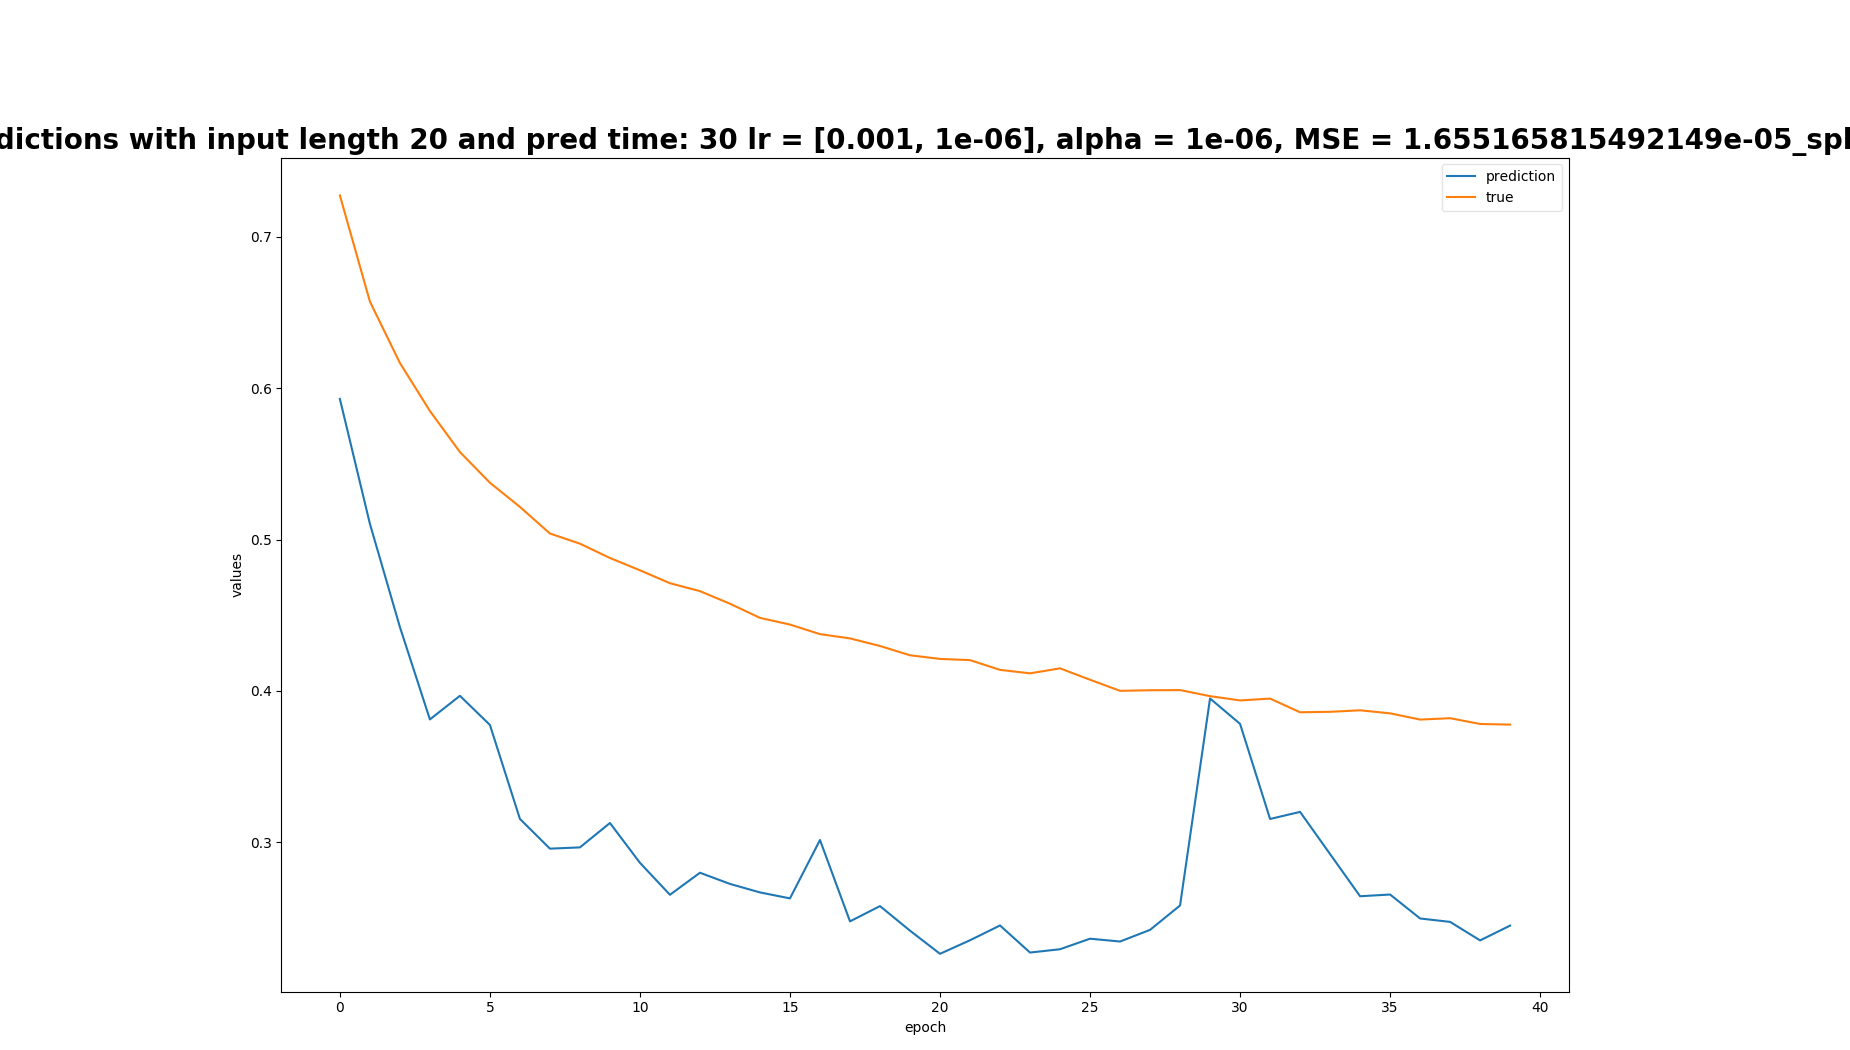 dictions with input length 20 and pred time: 30 lr = [0.001, 1e-06], alpha = 1e-06, MSE = 1.655165815492149e-05_spl
prediction
true
0.7
0.6
0.5
0.4
0.3
values
0 5 10 15 20 25 30 35 40
epoch